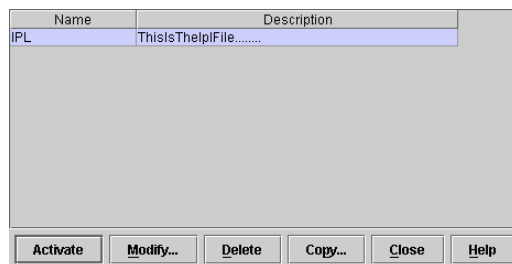 Name Description
IPL ThisIsTheIplFile........
Activate Modify... Delete Copy... Close Help